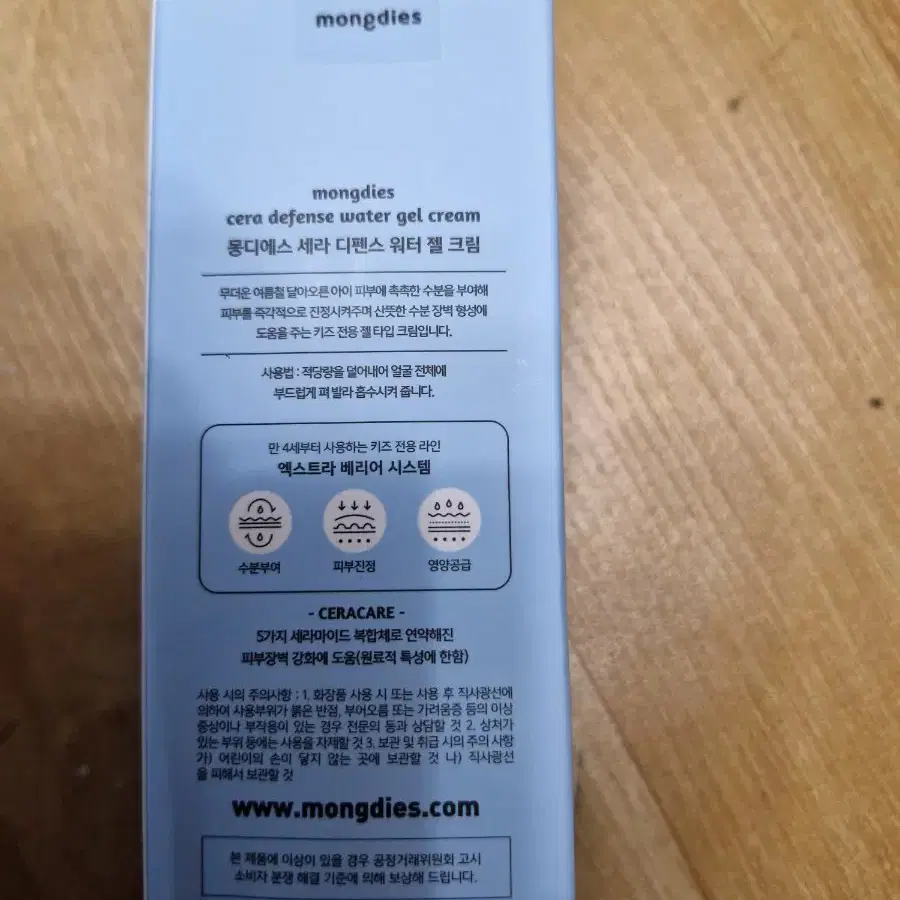 mongdies
mongdies
cera defense water gel cream
몽디에스 세라 디펜스 워터 젤 크림
무더운 여름철 달아오른 아이 피부에 촉촉한 수분을 부여해
피부를 즉각적으로 진정시켜주며 산뜻한 수분 장벽 형성에
도움을 주는 키즈 전용 젤 타입 크림입니다.
사용법 : 적당량을 덜어내어 얼굴 전체에
부드럽게 펴 발라 흡수시켜 줍니다.
만 4세부터 사용하는 키즈 전용 라인
엑스트라 베리어 시스템
수분부여 피부진정 영양공급
- CERACARE -
5가지 세라마이드 복합체로 연약해진
피부장벽 강화에 도움(원료적 특성에 한함)
사용 시의 주의사항 : 1. 화장품 사용 시 또는 사용 후 직사광선에
의하여 사용부위가 붉은 반점, 부어오름 또는 가려움증 등의 이상
증상이나 부작용이 있는 경우 전문의 등과 상담할 것 2. 상처가
있는 부위 등에는 사용을 자제할 것 3. 보관 및 취급 시의 주의 사항
가) 어린이의 손이 닿지 않는 곳에 보관할 것 나) 직사광선
을 피해서 보관할 것
www.mongdies.com
본 제품에 이상이 있을 경우 공정거래위원회 고시
소비자 분쟁 해결 기준에 의해 보상해 드립니다.